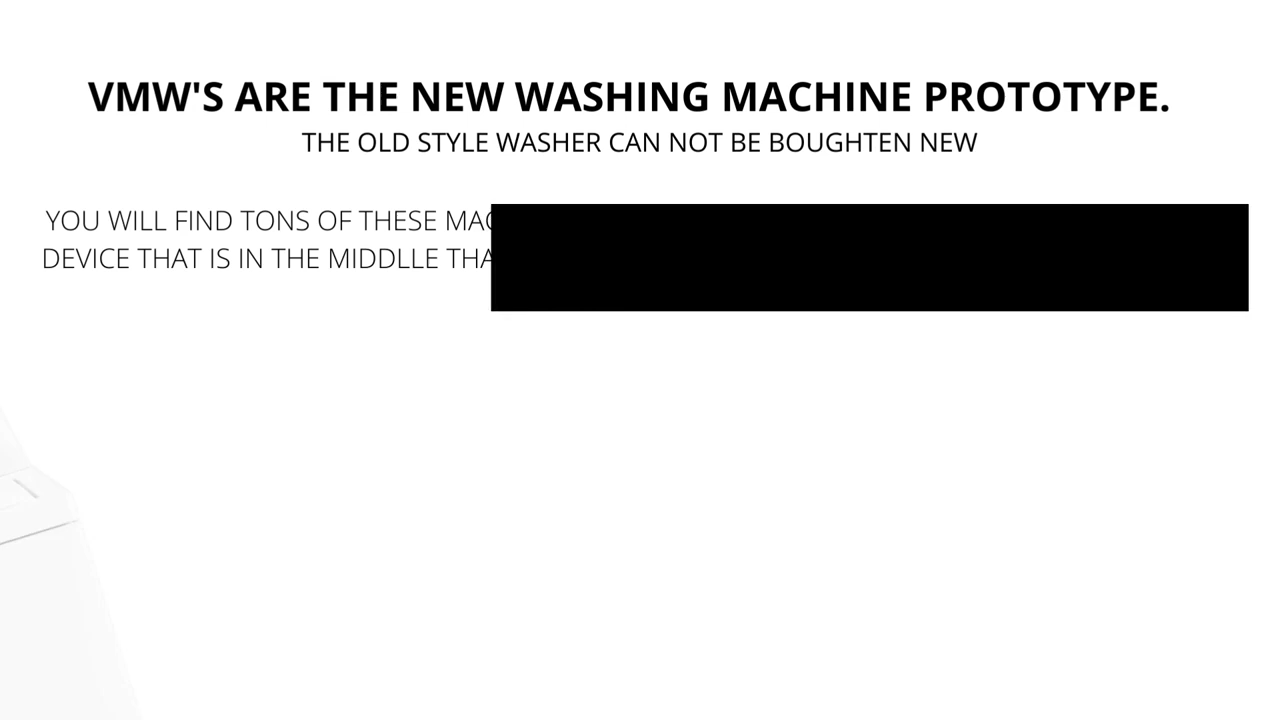 VMW'S ARE THE NEW WASHING MACHINE PROTOTYPE.
THE OLD STYLE WASHER CAN NOT BE BOUGHTEN NEW
YOU WILL FIND TONS OF THESE
DEVICE THAT IS IN THE MIDDLLE